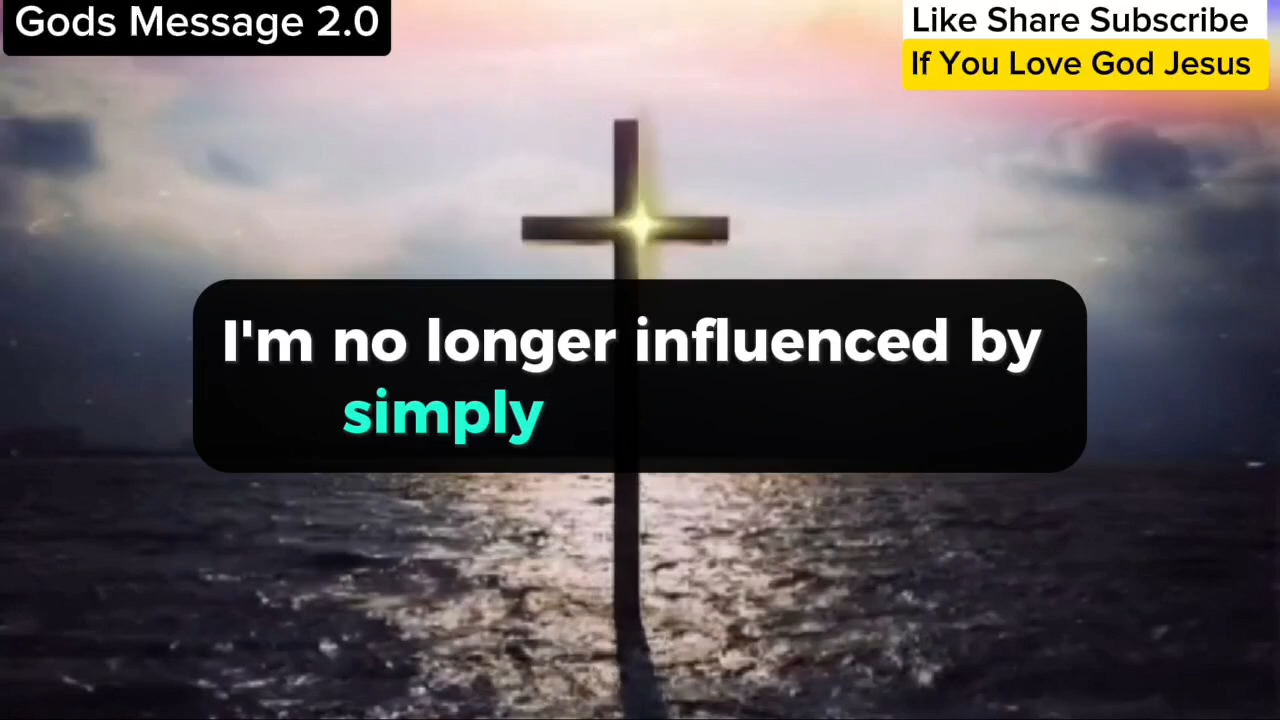 Gods Message 2.0
Like Share Subscribe
If You Love God Jesus
I'm no longer influenced by
simply